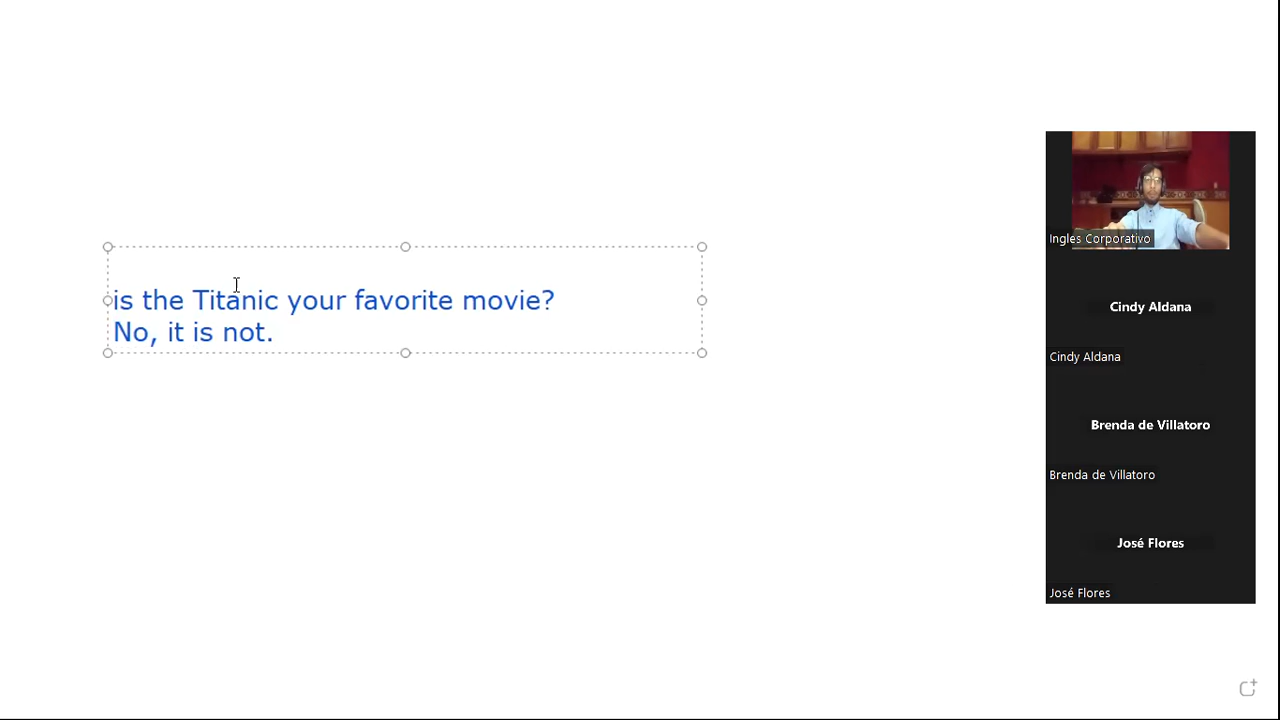 is the Titanic your favorite movie?
No, it is not.
Ingles Corporativo
Cindy Aldana
Cindy Aldana
Brenda de Villatoro
Brenda de Villatoro
José Flores
José Flores